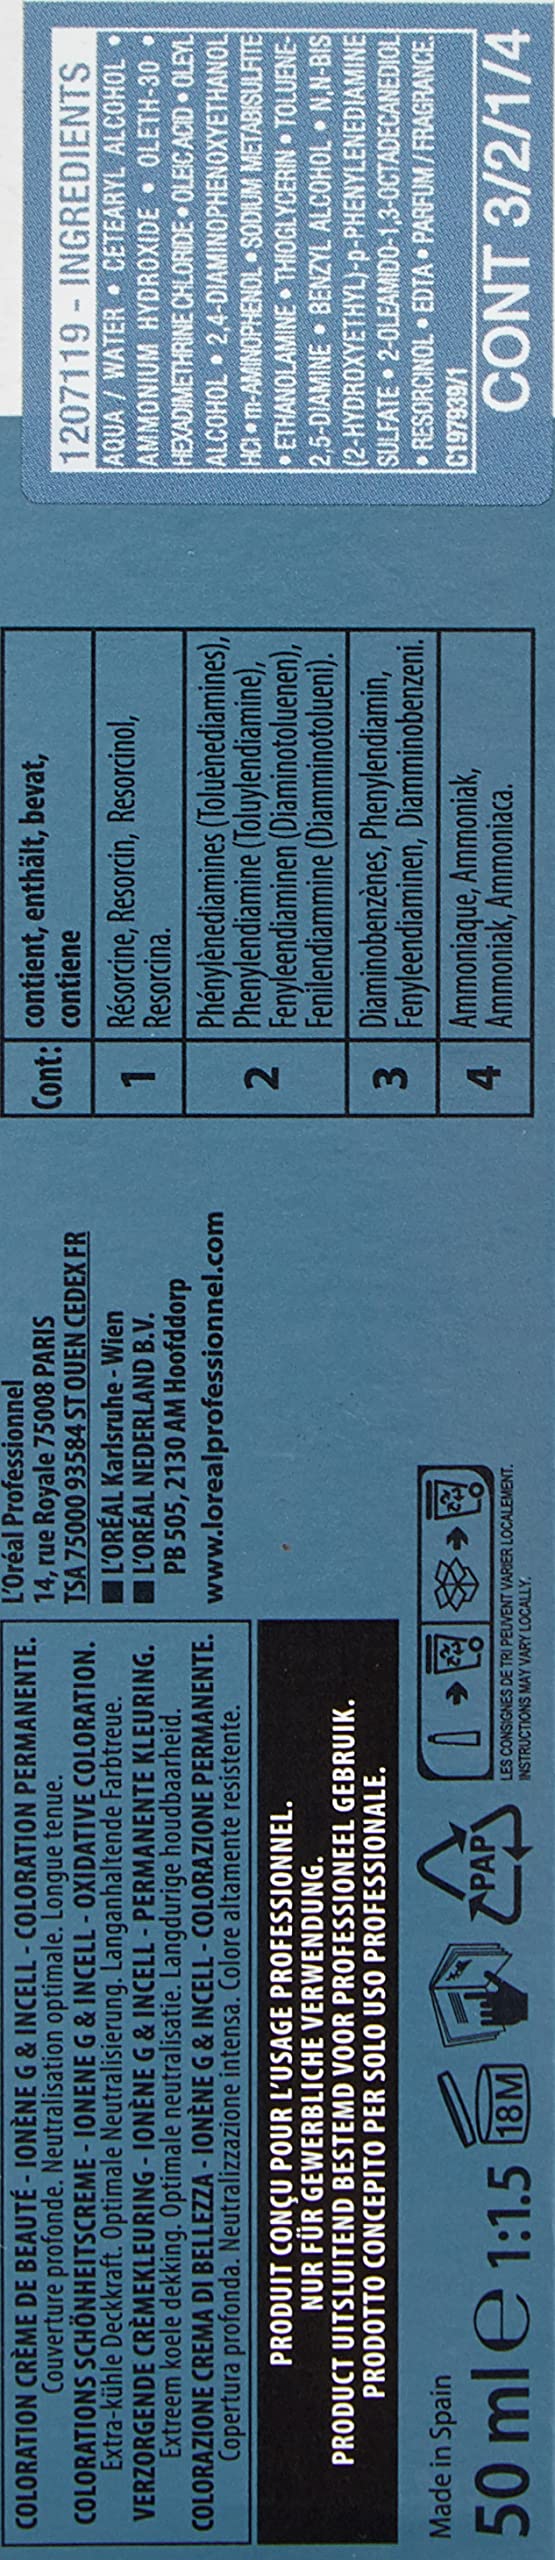 COLORATION CRÈME DE BEAUTÉ - IONÈNE G & INCELL - COLORATION PERMANENTE.
Couverture profonde. Neutralisation optimale. Longue tenue.
COLORATIONS SCHÖNHEITSCREME - IONENE G & INCELL - OXIDATIVE COLORATION.
Extra-kühle Deckkraft. Optimale Neutralisierung. Langanhaltende Farbtreue.
VERZORGENDE CRÈMEKLEURING - IONÈNE G & INCELL - PERMANENTE KLEURING.
Extreem koele dekking. Optimale neutralisatie. Langdurige houdbaarheid.
COLORAZIONE CREMA DI BELLEZZA - IONÈNE G & INCELL - COLORAZIONE PERMANENTE.
Copertura profonda. Neutralizzazione intensa. Colore altamente resistente.
PRODUIT CONÇU POUR L'USAGE PROFESSIONNEL.
NUR FÜR GEWERBLICHE VERWENDUNG.
PRODUCT UITSLUITEND BESTEMD VOOR PROFESSIONEEL GEBRUIK.
PRODOTTO CONCEPITO PER SOLO USO PROFESSIONALE.
Made in Spain
50 ml e 1:1.5
18M
PAP
LES CONSIGNES DE TRI PEUVENT VARIER LOCALEMENT.
INSTRUCTIONS MAY VARY LOCALLY.
L'Oréal Professionnel
14, rue Royale 75008 PARIS
TSA 75000 93584 ST OUEN CEDEX FR
L'ORÉAL Karlsruhe - Wien
L'ORÉAL NEDERLAND B.V.
PB 505, 2130 AM Hoofddorp
www.lorealprofessionnel.com
Cont: contient, enthält, bevat,
contiene
1 Résorcine, Resorcin, Resorcinol,
Resorcina.
2 Phénylènediamines (Toluènediamines),
Phenylendiamine (Toluylendiamine),
Fenyleendiaminen (Diaminotoluenen),
Fenilendiammine (Diamminotolueni).
3 Diaminobenzènes, Phenylendiamin,
Fenyleendiaminen, Diamminobenzeni.
4 Ammoniaque, Ammoniak,
Ammoniak, Ammoniaca.
1207119 - INGREDIENTS
AQUA / WATER • CETEARYL ALCOHOL •
AMMONIUM HYDROXIDE • OLETH-30 •
HEXADIMETHRINE CHLORIDE • OLEIC ACID • OLEYL
ALCOHOL • 2,4-DIAMINOPHENOXYETHANOL
HCl • m-AMINOPHENOL • SODIUM METABISULFITE
• ETHANOLAMINE • THIOGLYCERIN • TOLUENE-
2,5-DIAMINE • BENZYL ALCOHOL • N,N-BIS
(2-HYDROXYETHYL)-p-PHENYLENEDIAMINE
SULFATE • 2-OLEAMIDO-1,3-OCTADECANEDIOL
• RESORCINOL • EDTA • PARFUM / FRAGRANCE.
C197939/1
CONT 3/2/1/4